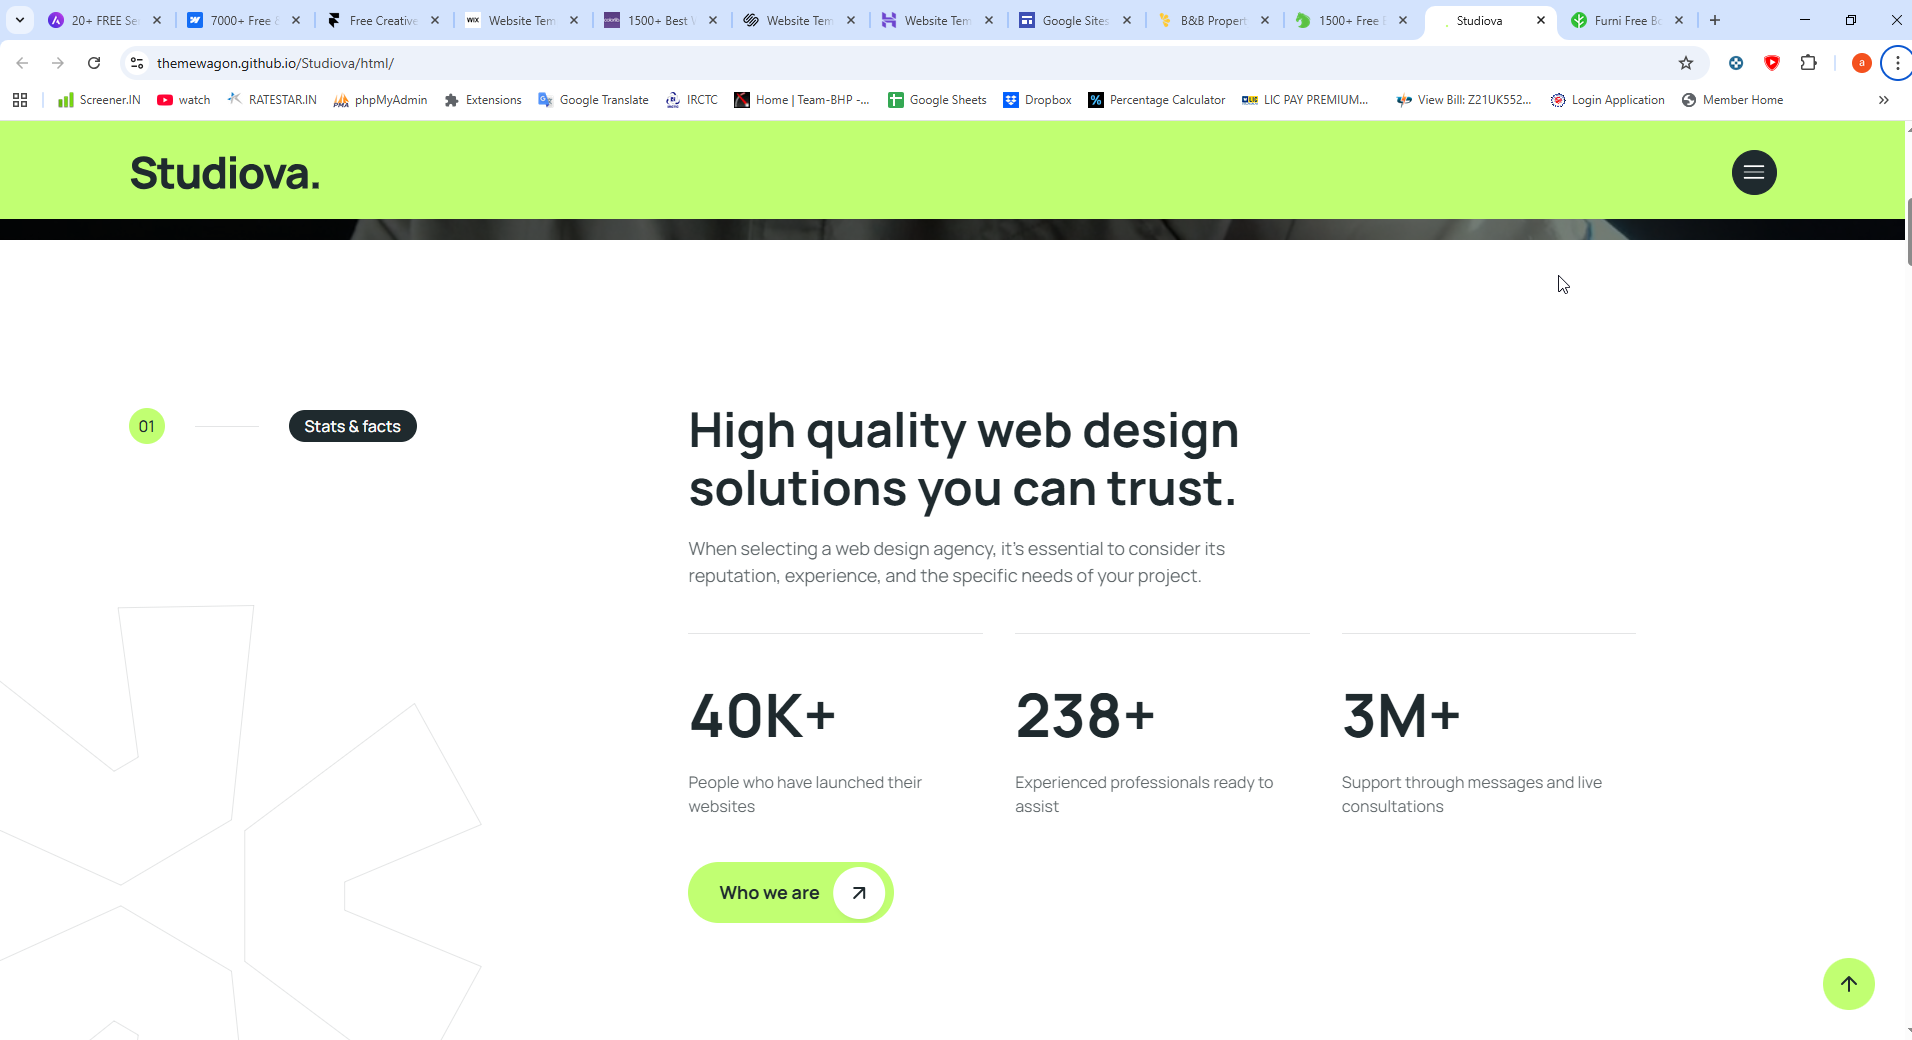 20+ FREE Se
7000+ Free &
Free Creative
Website Tem
1500+ Best
Website Tem
Website Tem
Google Sites
B&B Propert
1500+ Free
Studiova
Furni Free Bo
themewagon.github.io/Studiova/html/
a
Screener.IN
watch
RATESTAR.IN
phpMyAdmin
Extensions
Google Translate
IRCTC
Home | Team-BHP -...
Google Sheets
Dropbox
Percentage Calculator
LIC PAY PREMIUM...
View Bill: Z21UK552...
Login Application
Member Home
Studiova.
01
Stats & facts
High quality web design
solutions you can trust.
When selecting a web design agency, it's essential to consider its
reputation, experience, and the specific needs of your project.
40K+
People who have launched their
websites
238+
Experienced professionals ready to
assist
3M+
Support through messages and live
consultations
Who we are